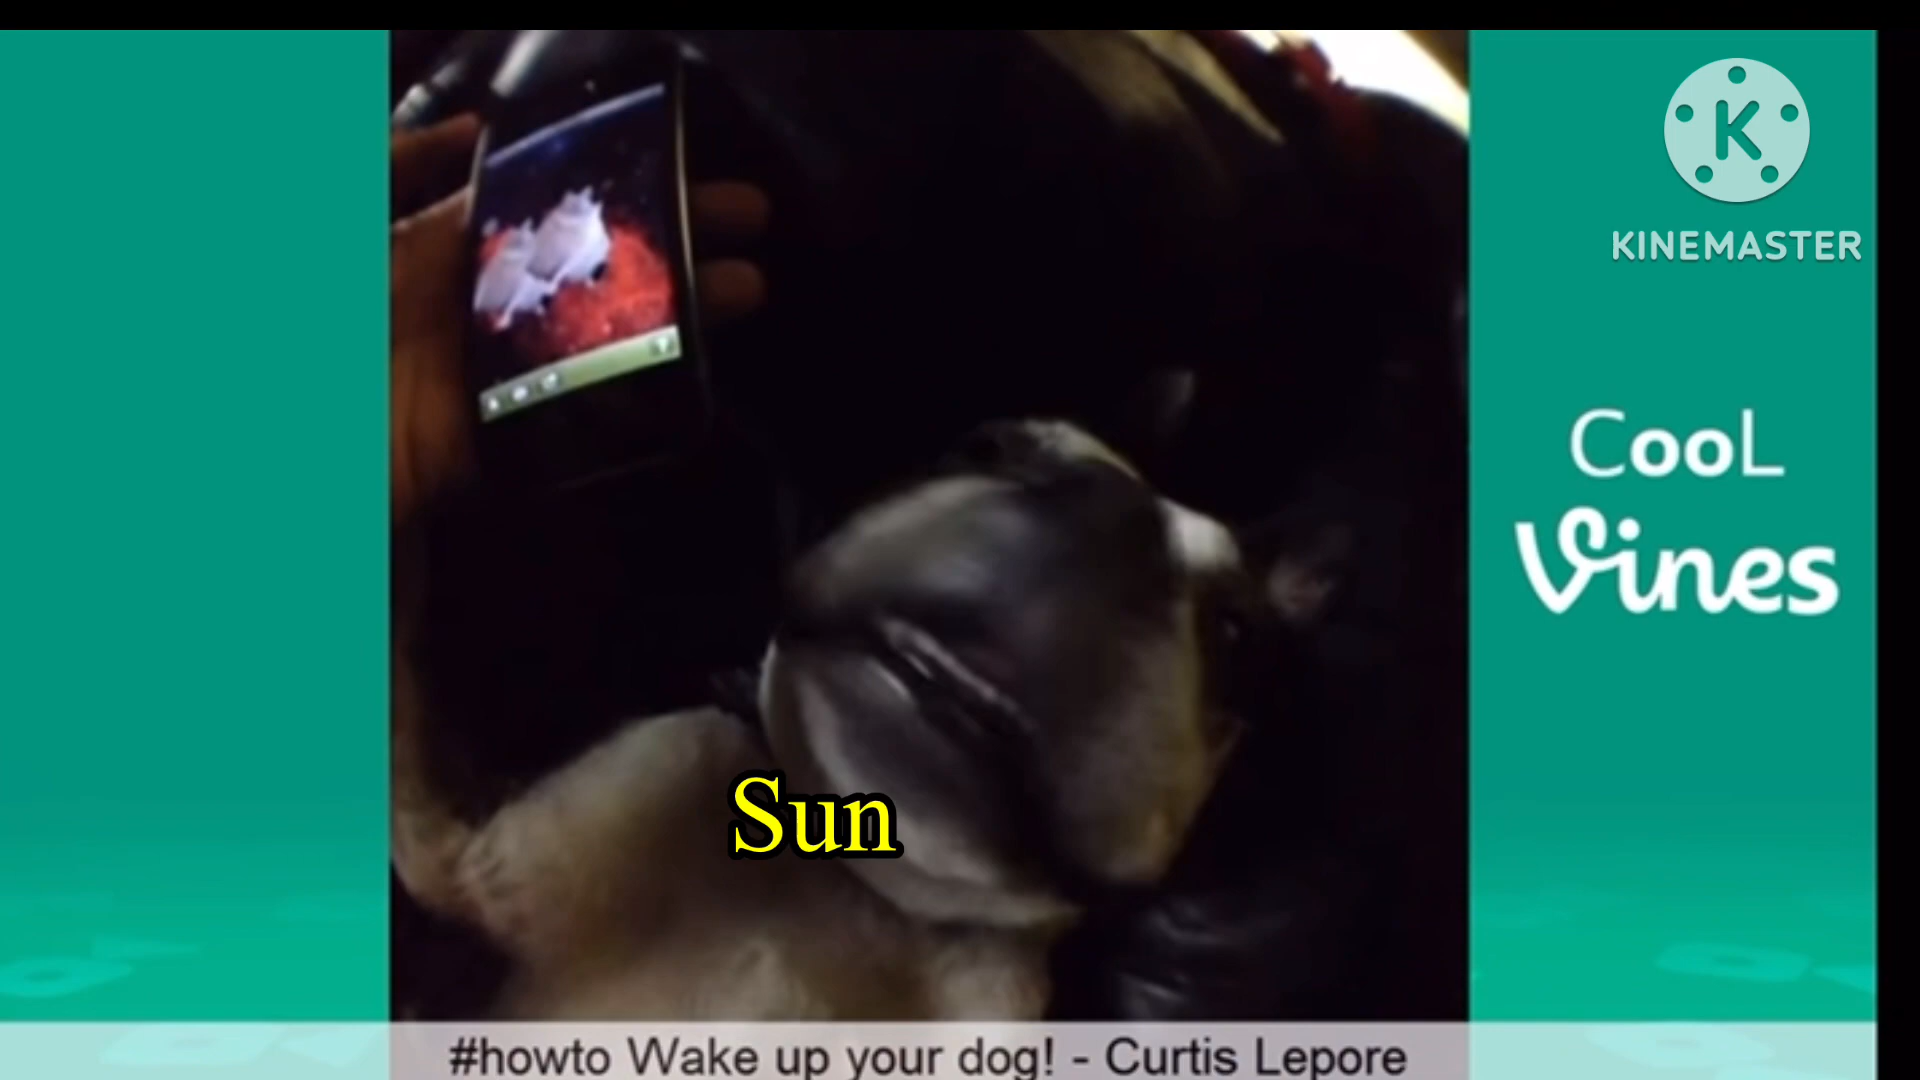 K
KINEMASTER
CooL
Vines
Sun
#howto Wake up your dog! - Curtis Lepore